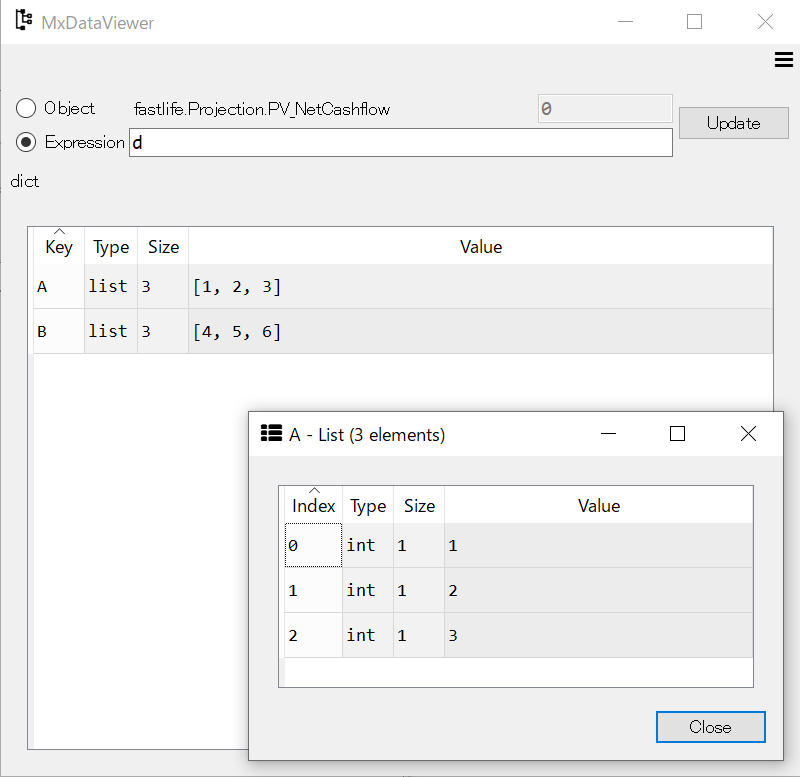 MxDataViewer
Object fastlife.Projection.PV_NetCashflow 0
Update
Expression d
dict
Key Type Size Value
A list 3 [1, 2, 3]
B list 3 [4, 5, 6]
A - List (3 elements)
Index Type Size Value
0 int 1 1
1 int 1 2
2 int 1 3
Close